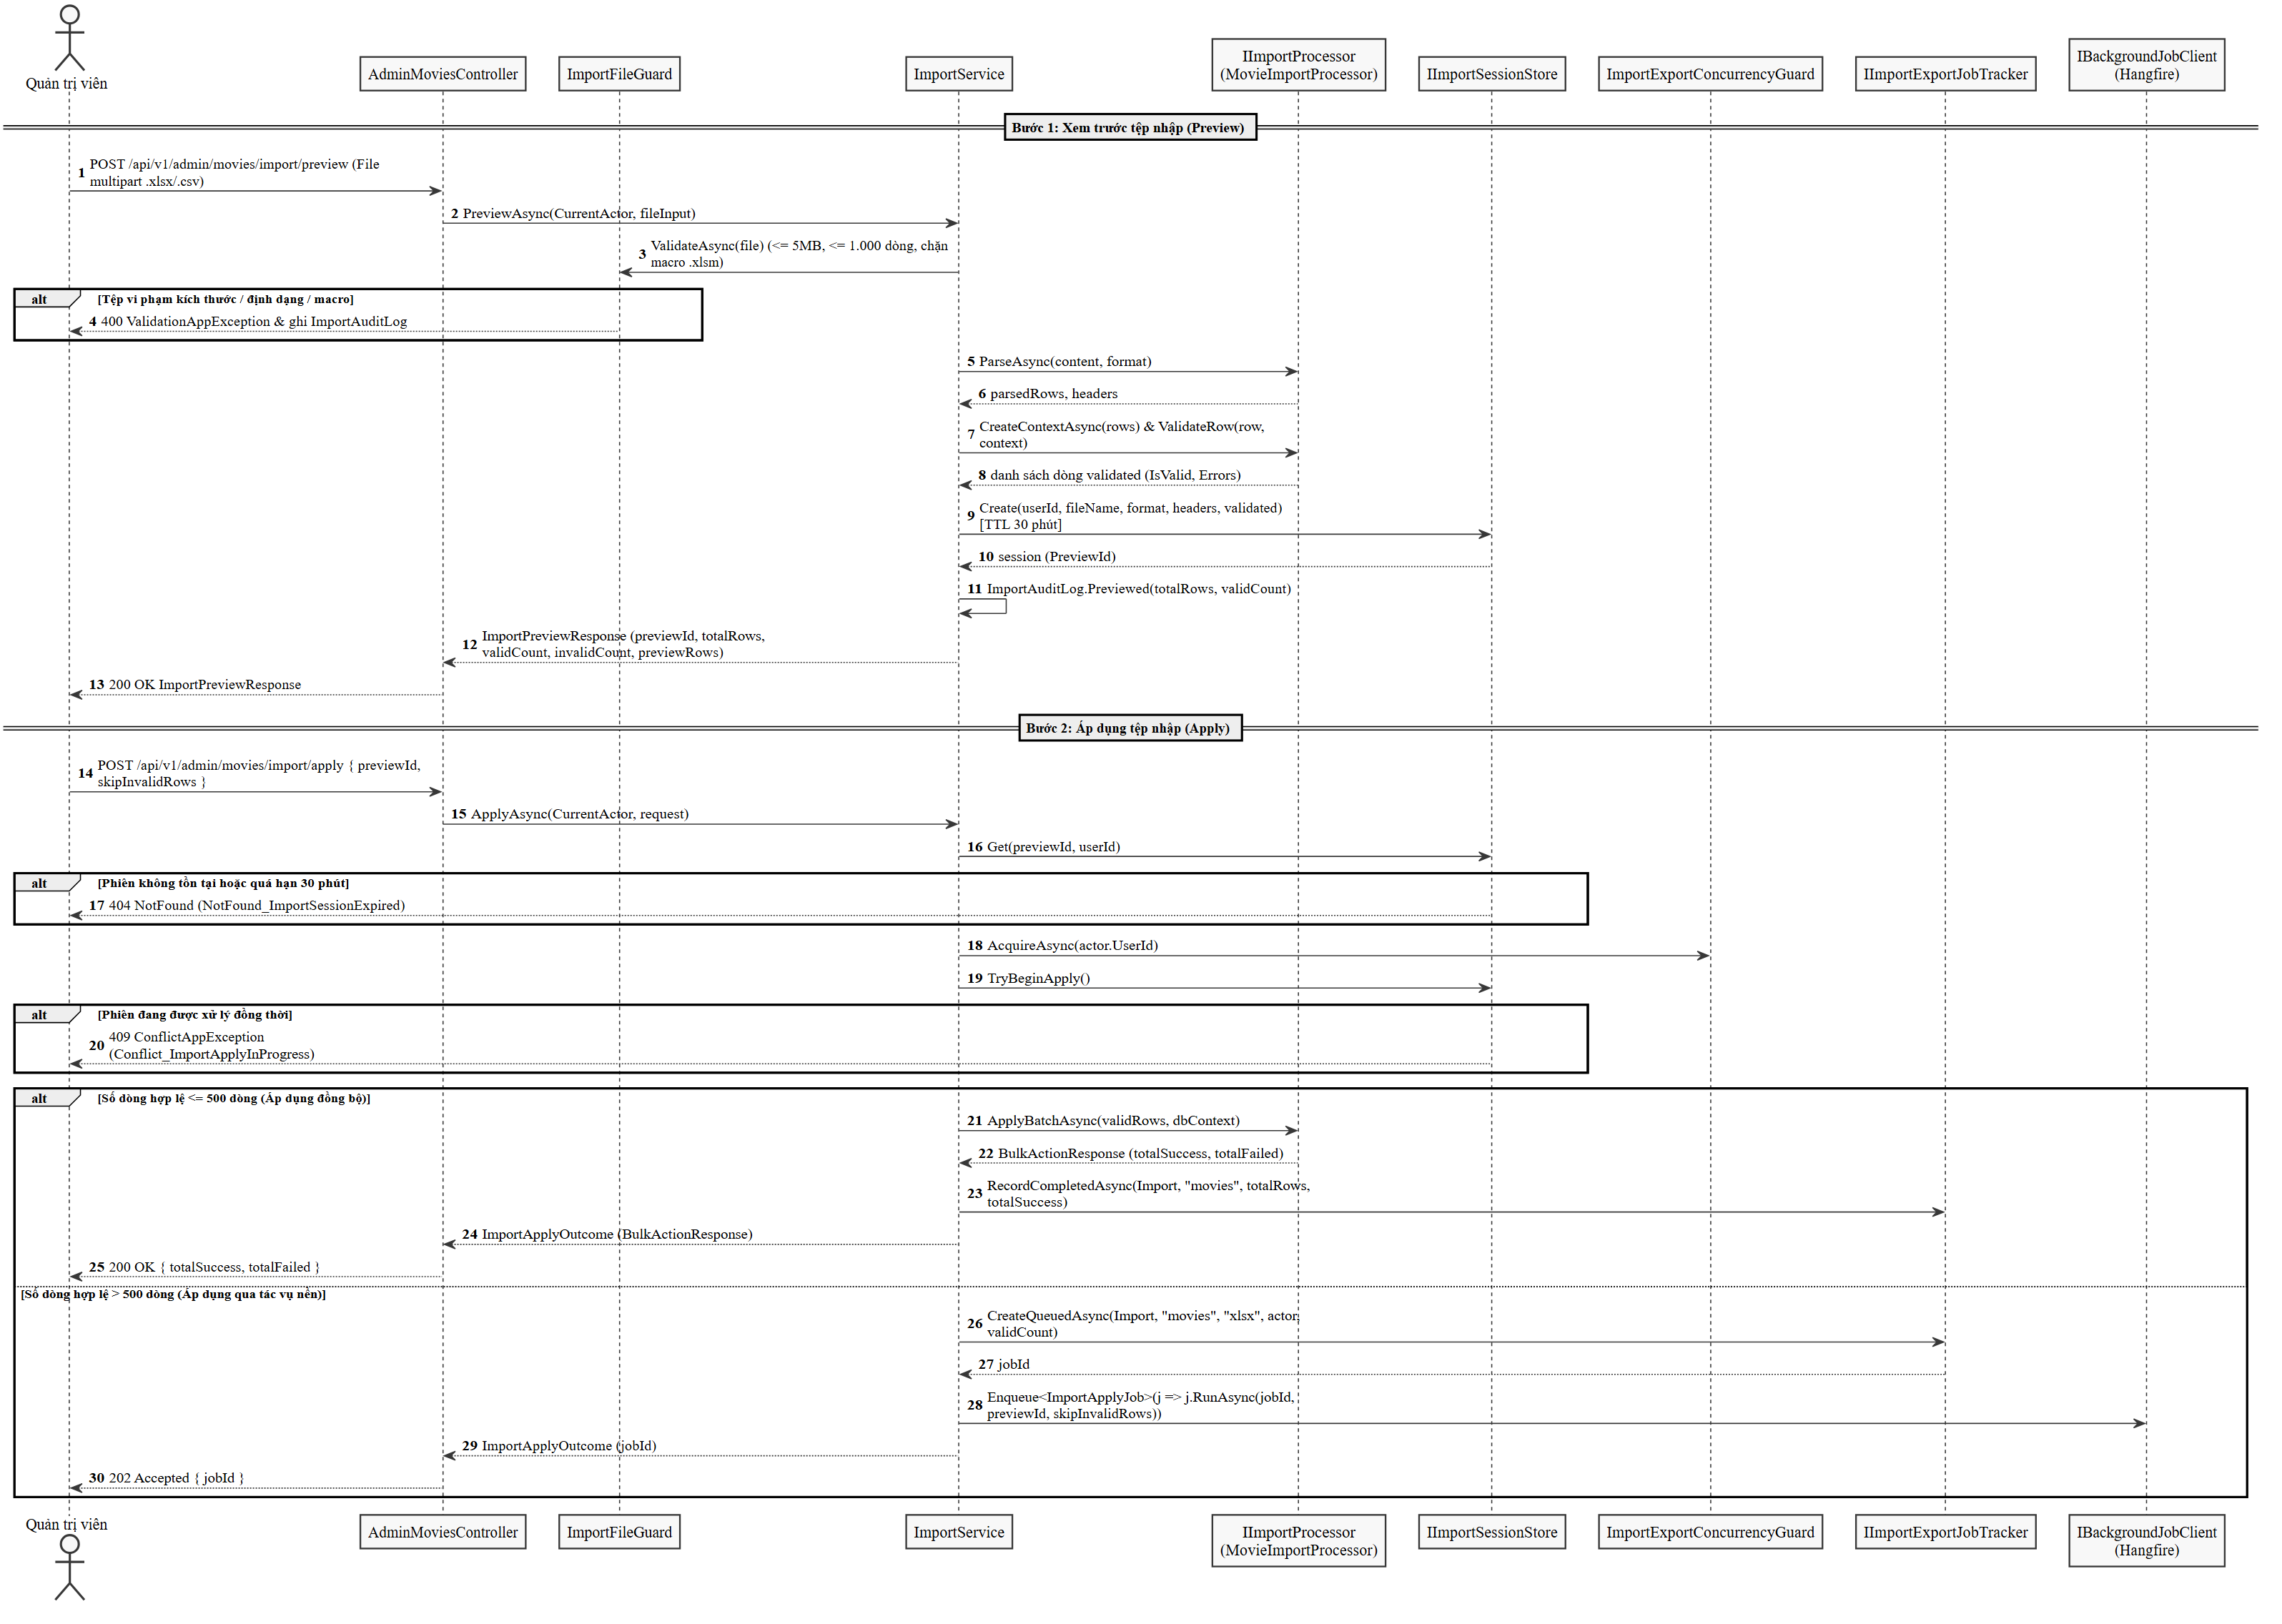 Quản trị viên
AdminMoviesController
ImportFileGuard
ImportService
IImportProcessor
(MovieImportProcessor)
IImportSessionStore
ImportExportConcurrencyGuard
IImportExportJobTracker
IBackgroundJobClient
(Hangfire)
Bước 1: Xem trước tệp nhập (Preview)
1 POST /api/v1/admin/movies/import/preview (File
multipart .xlsx/.csv)
2 PreviewAsync(CurrentActor, fileInput)
3 ValidateAsync(file) (<= 5MB, <= 1.000 dòng, chặn
macro .xlsm)
alt [Tệp vi phạm kích thước / định dạng / macro]
4 400 ValidationAppException & ghi ImportAuditLog
5 ParseAsync(content, format)
6 parsedRows, headers
7 CreateContextAsync(rows) & ValidateRow(row,
context)
8 danh sách dòng validated (IsValid, Errors)
9 Create(userId, fileName, format, headers, validated)
[TTL 30 phút]
10 session (PreviewId)
11 ImportAuditLog.Previewed(totalRows, validCount)
12 ImportPreviewResponse (previewId, totalRows,
validCount, invalidCount, previewRows)
13 200 OK ImportPreviewResponse
Bước 2: Áp dụng tệp nhập (Apply)
14 POST /api/v1/admin/movies/import/apply { previewId,
skipInvalidRows }
15 ApplyAsync(CurrentActor, request)
16 Get(previewId, userId)
alt [Phiên không tồn tại hoặc quá hạn 30 phút]
17 404 NotFound (NotFound_ImportSessionExpired)
18 AcquireAsync(actor.UserId)
19 TryBeginApply()
alt [Phiên đang được xử lý đồng thời]
20 409 ConflictAppException
(Conflict_ImportApplyInProgress)
alt [Số dòng hợp lệ <= 500 dòng (Áp dụng đồng bộ)]
21 ApplyBatchAsync(validRows, dbContext)
22 BulkActionResponse (totalSuccess, totalFailed)
23 RecordCompletedAsync(Import, "movies", totalRows,
totalSuccess)
24 ImportApplyOutcome (BulkActionResponse)
25 200 OK { totalSuccess, totalFailed }
[Số dòng hợp lệ > 500 dòng (Áp dụng qua tác vụ nền)]
26 CreateQueuedAsync(Import, "movies", "xlsx", actor,
validCount)
27 jobId
28 Enqueue<ImportApplyJob>(j => j.RunAsync(jobId,
previewId, skipInvalidRows))
29 ImportApplyOutcome (jobId)
30 202 Accepted { jobId }
Quản trị viên
AdminMoviesController
ImportFileGuard
ImportService
IImportProcessor
(MovieImportProcessor)
IImportSessionStore
ImportExportConcurrencyGuard
IImportExportJobTracker
IBackgroundJobClient
(Hangfire)